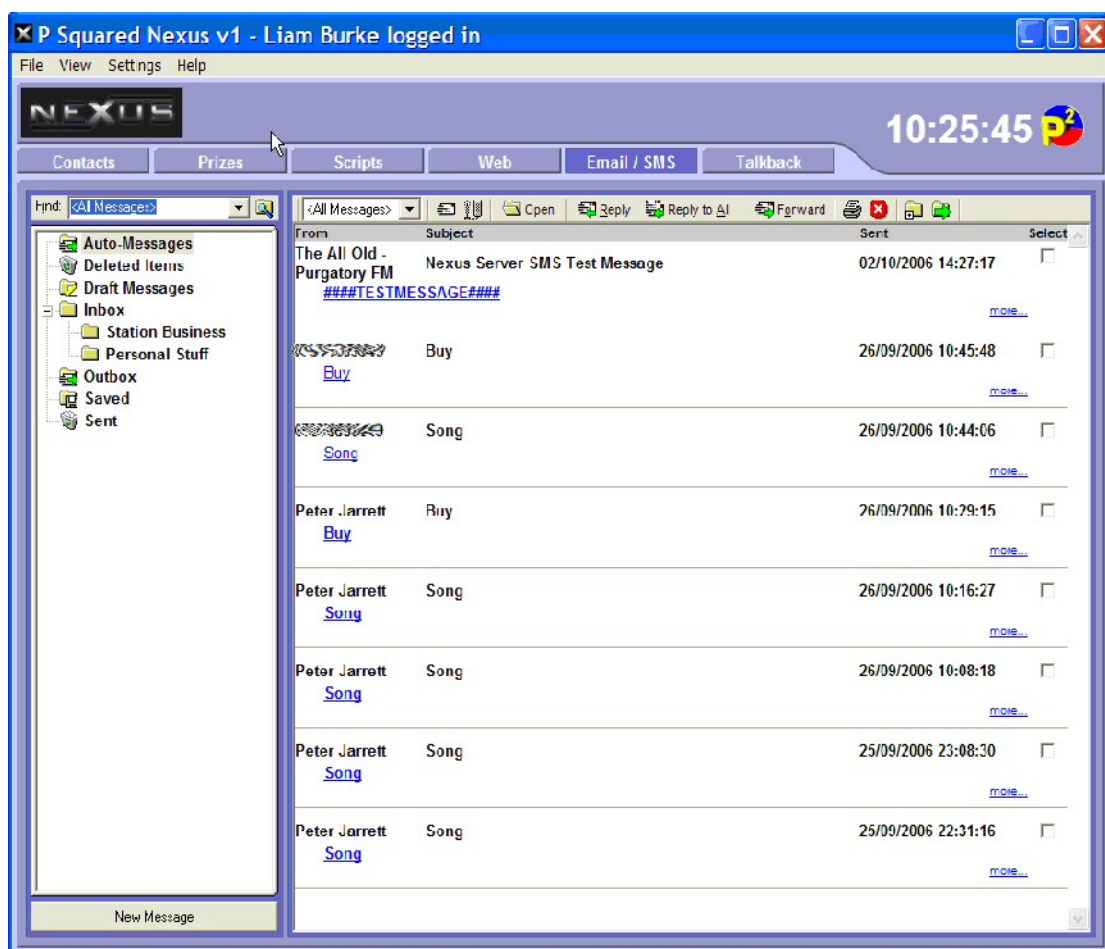 P Squared Nexus v1 - Liam Burke logged in
File View Settings Help
NEXUS
10:25:45 P2
Contacts Prizes Scripts Web Email / SMS Talkback
Find: <All Messages>
Auto-Messages
Deleted Items
Draft Messages
Inbox
Station Business
Personal Stuff
Outbox
Saved
Sent
New Message
<All Messages> Open Reply Reply to All Forward
From Subject Sent Select
The All Old - Nexus Server SMS Test Message 02/10/2006 14:27:17
Purgatory FM
####TESTMESSAGE####
more...
Buy 26/09/2006 10:45:48
Buy
more...
Song 26/09/2006 10:44:06
Song
more...
Peter Jarrett Buy 26/09/2006 10:29:15
Buy
more...
Peter Jarrett Song 26/09/2006 10:16:27
Song
more...
Peter Jarrett Song 26/09/2006 10:08:18
Song
more...
Peter Jarrett Song 25/09/2006 23:08:30
Song
more...
Peter Jarrett Song 25/09/2006 22:31:16
Song
more...